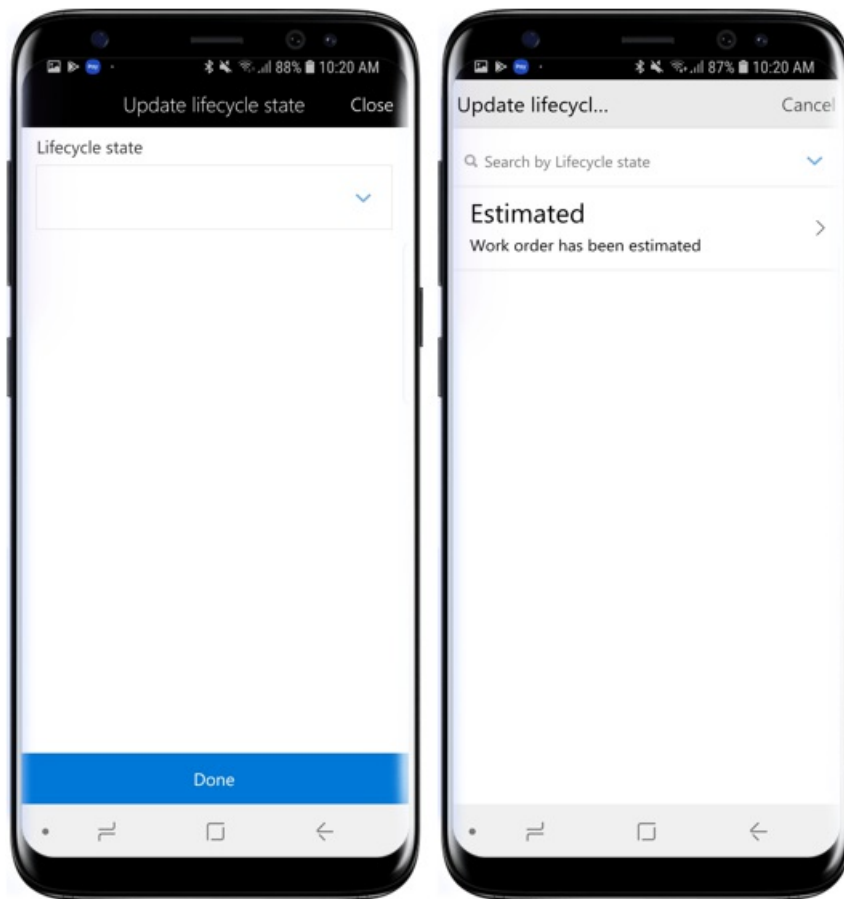 88% 10:20 AM
Update lifecycle state Close
Lifecycle state
Done
87% 10:20 AM
Update lifecycl... Cancel
Search by Lifecycle state
Estimated
Work order has been estimated